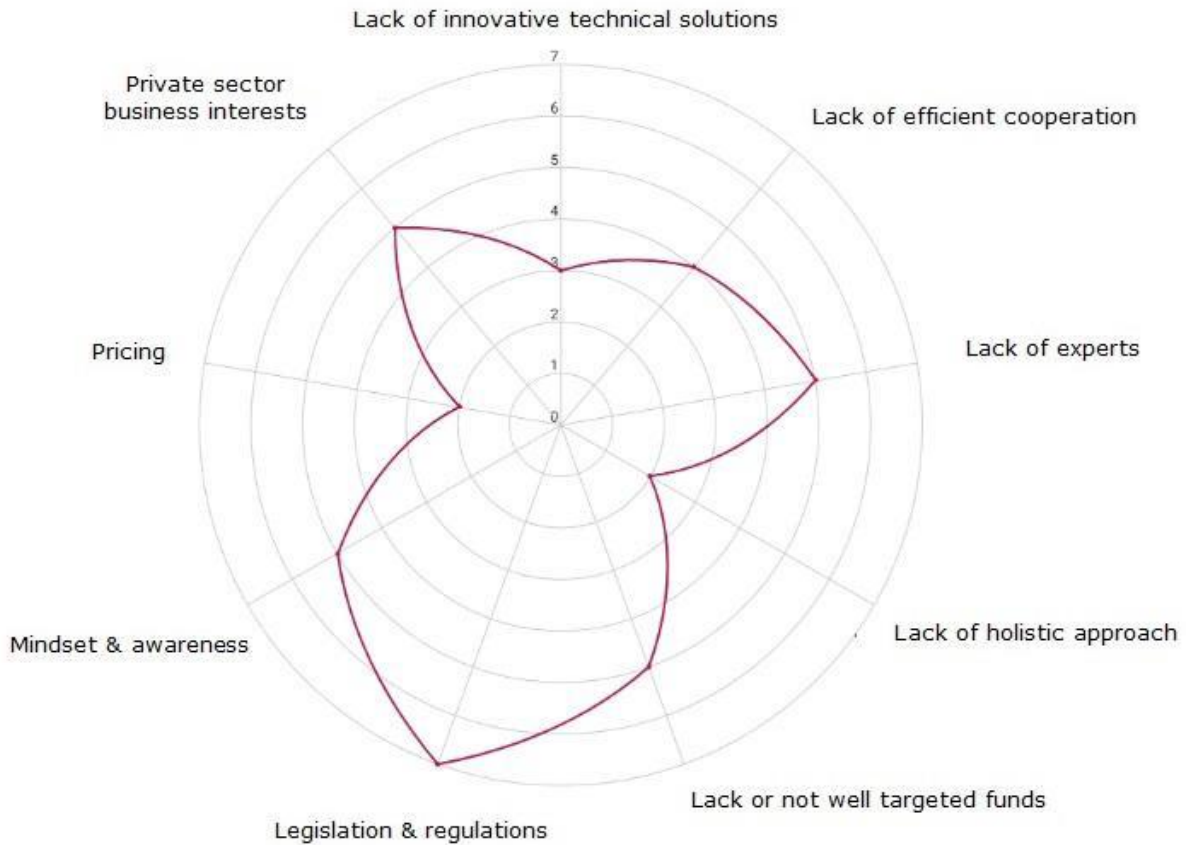 Lack of innovative technical solutions
7
Private sector
business interests
6
Lack of efficient cooperation
5
4
3
Pricing
Lack of experts
2
1
0
Mindset & awareness
Lack of holistic approach
Lack or not well targeted funds
Legislation & regulations